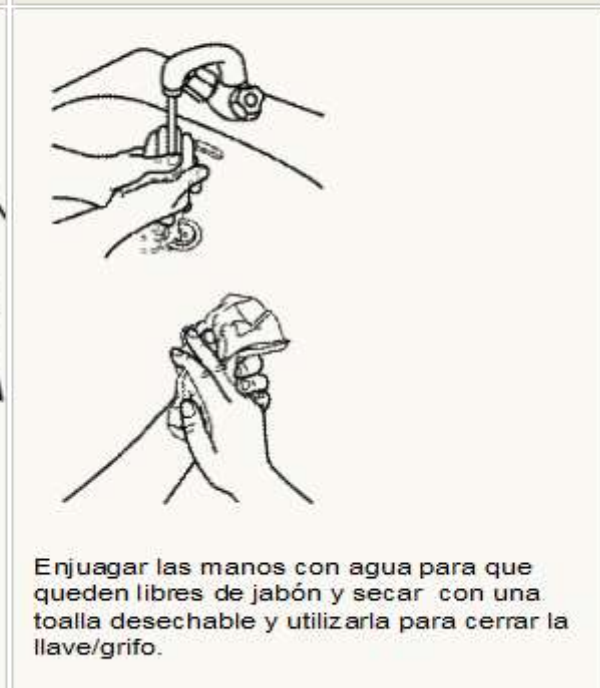 Enjuagar las manos con agua para que
queden libres de jabón y secar con una
toalla desechable y utilizarla para cerrar la
llave/grifo.